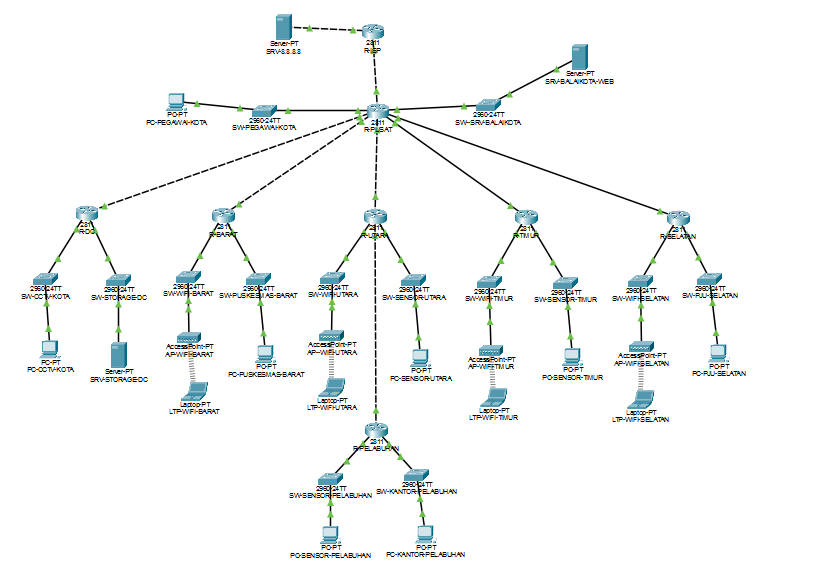 Server-PT
SRV-8.8.8.8
2811
R-ISP
Server-PT
SRV-BALAIKOTA-WEB
PC-PT
PC-PEGAWAI-KOTA
2960-24TT
SW-PEGAWAI-KOTA
2811
R-PUSAT
2960-24TT
SW-SRV-BALAIKOTA
2811
R-DC
2811
R-BARAT
2811
R-UTARA
2811
R-TIMUR
2811
R-SELATAN
2960-24TT
SW-CCTV-KOTA
2960-24TT
SW-STORAGE-DC
2960-24TT
SW-WIFI-BARAT
2960-24TT
SW-PUSKESMAS-BARAT
2960-24TT
SW-WIFI-UTARA
2960-24TT
SW-SENSOR-UTARA
2960-24TT
SW-WIFI-TIMUR
2960-24TT
SW-SENSOR-TIMUR
2960-24TT
SW-WIFI-SELATAN
2960-24TT
SW-PJU-SELATAN
PC-PT
PC-CCTV-KOTA
Server-PT
SRV-STORAGE-DC
AccessPoint-PT
AP-WIFI-BARAT
PC-PT
PC-PUSKESMAS-BARAT
AccessPoint-PT
AP-WIFI-UTARA
PC-PT
PC-SENSOR-UTARA
AccessPoint-PT
AP-WIFI-TIMUR
PC-PT
PC-SENSOR-TIMUR
AccessPoint-PT
AP-WIFI-SELATAN
PC-PT
PC-PJU-SELATAN
Laptop-PT
LTP-WIFI-BARAT
Laptop-PT
LTP-WIFI-UTARA
Laptop-PT
LTP-WIFI-TIMUR
Laptop-PT
LTP-WIFI-SELATAN
2811
R-PELABUHAN
2960-24TT
SW-SENSOR-PELABUHAN
2960-24TT
SW-KANTOR-PELABUHAN
PC-PT
PC-SENSOR-PELABUHAN
PC-PT
PC-KANTOR-PELABUHAN